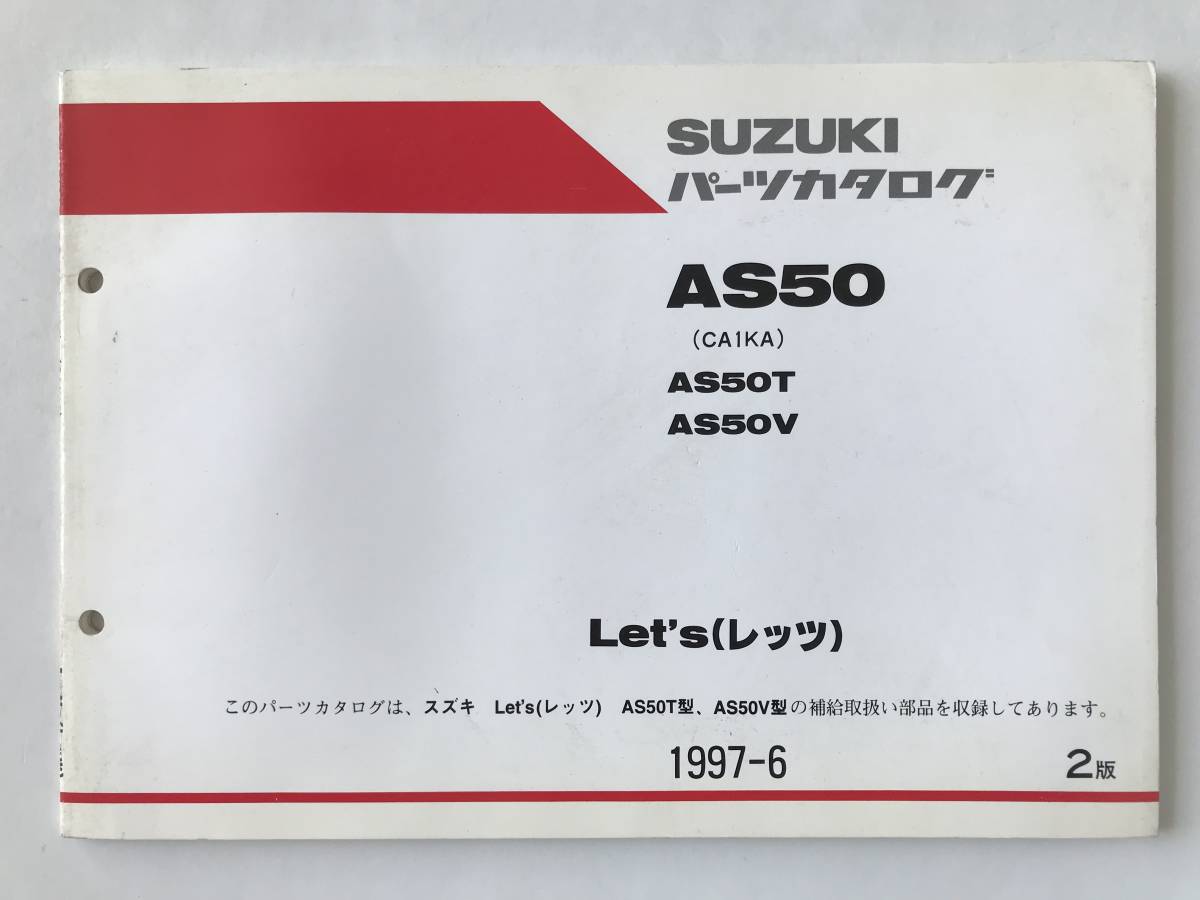 SUZUKI
パーツカタログ
AS50
(CA1KA)
AS50T
AS50V
Let's(レッツ)
このパーツカタログは、スズキ Let's(レッツ) AS50T型、AS50V型の補給取扱い部品を収録してあります。
1997-6 2版